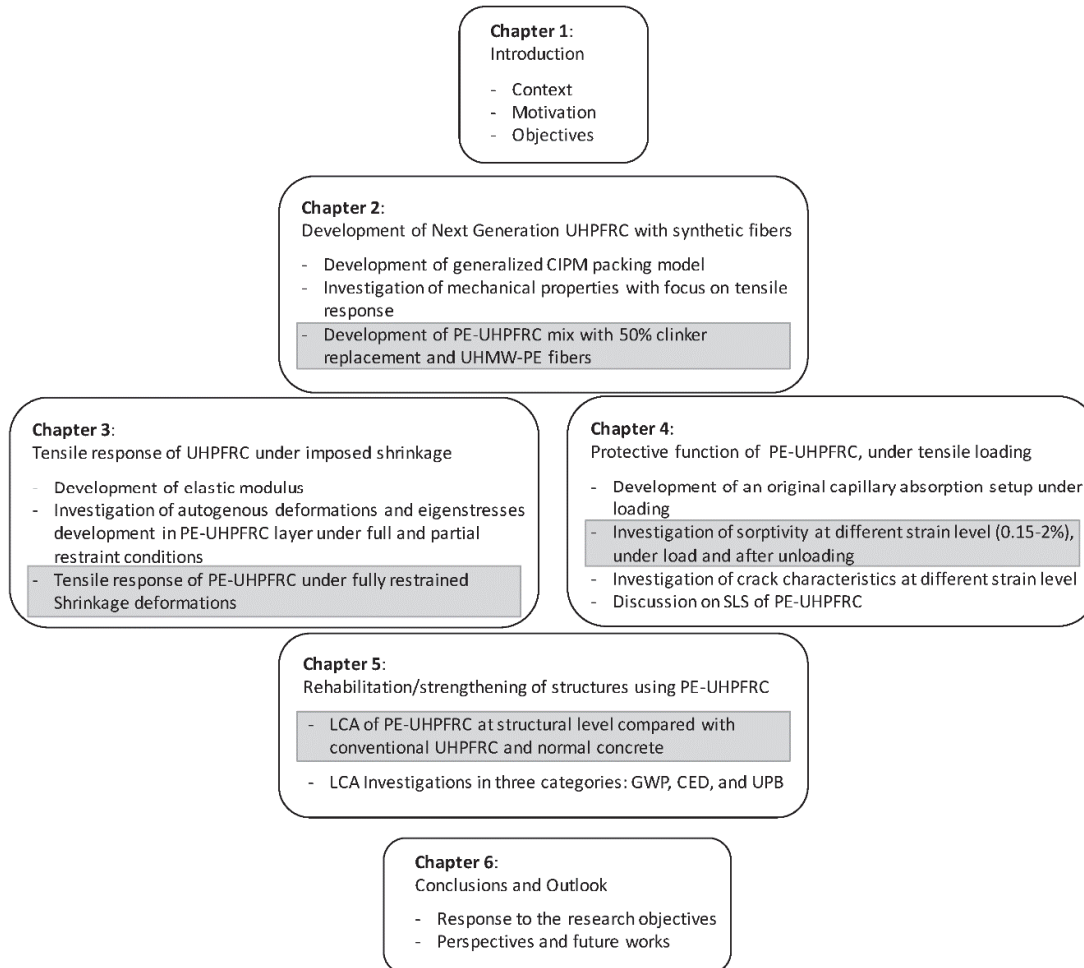 Chapter 1:
Introduction
- Context
- Motivation
- Objectives
Chapter 2:
Development of Next Generation UHPFRC with synthetic fibers
- Development of generalized CIPM packing model
- Investigation of mechanical properties with focus on tensile
response
- Development of PE-UHPFRC mix with 50% clinker
replacement and UHMW-PE fibers
Chapter 3:
Tensile response of UHPFRC under imposed shrinkage
- Development of elastic modulus
- Investigation of autogenous deformations and eigenstresses
development in PE-UHPFRC layer under full and partial
restraint conditions
- Tensile response of PE-UHPFRC under fully restrained
Shrinkage deformations
Chapter 4:
Protective function of PE-UHPFRC, under tensile loading
- Development of an original capillary absorption setup under
loading
- Investigation of sorptivity at different strain level (0.15-2%),
under load and after unloading
- Investigation of crack characteristics at different strain level
- Discussion on SLS of PE-UHPFRC
Chapter 5:
Rehabilitation/strengthening of structures using PE-UHPFRC
- LCA of PE-UHPFRC at structural level compared with
conventional UHPFRC and normal concrete
- LCA Investigations in three categories: GWP, CED, and UPB
Chapter 6:
Conclusions and Outlook
- Response to the research objectives
- Perspectives and future works